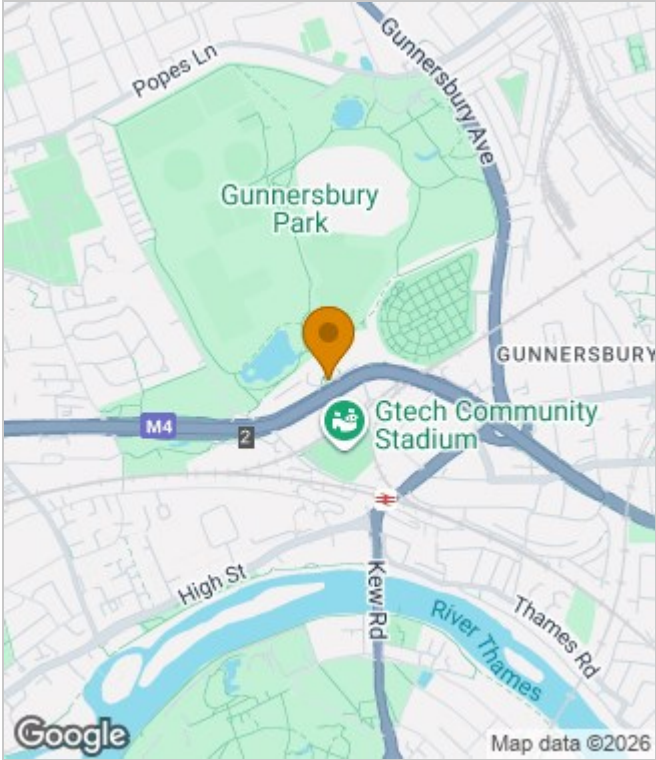 Popes Ln
Gunnersbury Ave
Gunnersbury
Park
GUNNERSBURY
M4
2
Gtech Community
Stadium
High St
Kew Rd
River Thames
Thames Rd
Google
Map data ©2026